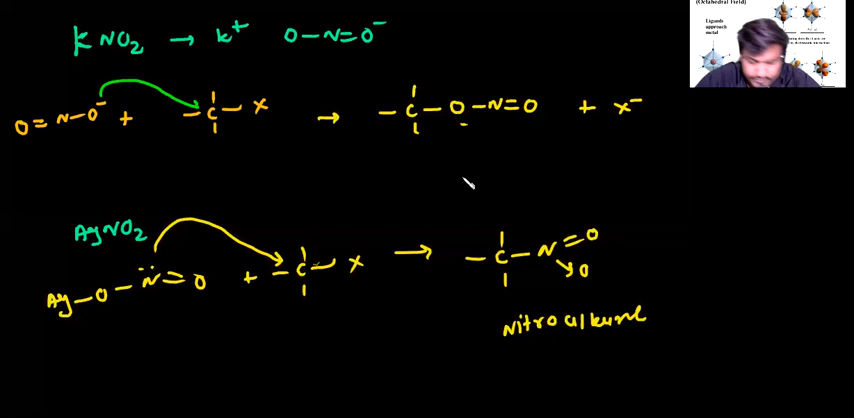 (Octahedral Field)
Ligands
approach
metal
KNO₂ → K⁺ O-N=O⁻
O=N-O⁻ + -C-X → -C-O-N=O + X⁻
AgNO₂
Ag-O-N̈=O + -C-X → -C-N=O
↘O
Nitroalkane